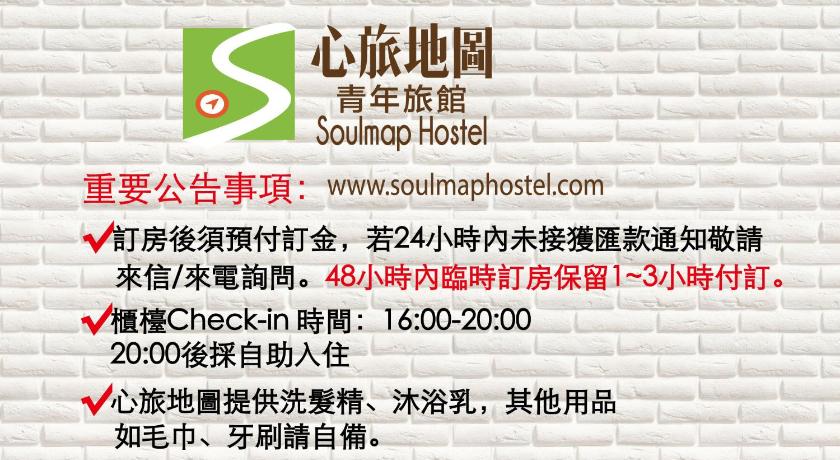 心旅地圖
青年旅館
Soulmap Hostel
重要公告事項：www.soulmaphostel.com
訂房後須預付訂金，若24小時內未接獲匯款通知敬請
來信/來電詢問。48小時內臨時訂房保留1~3小時付訂。
櫃檯Check-in 時間：16:00-20:00
20:00後採自助入住
心旅地圖提供洗髮精、沐浴乳，其他用品
如毛巾、牙刷請自備。